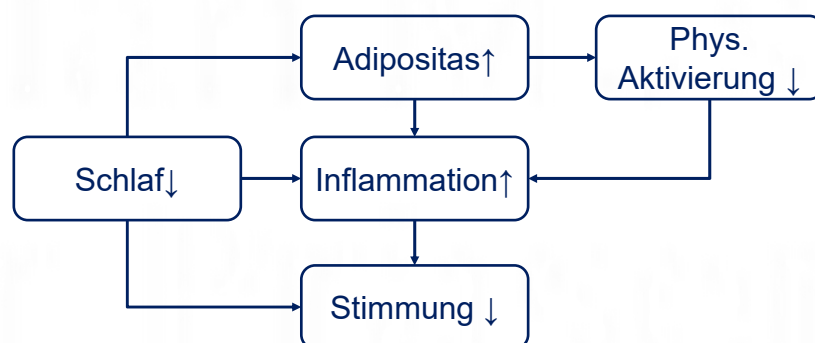 Adipositas↑
Phys.
Aktivierung ↓
Schlaf↓
Inflammation↑
Stimmung ↓